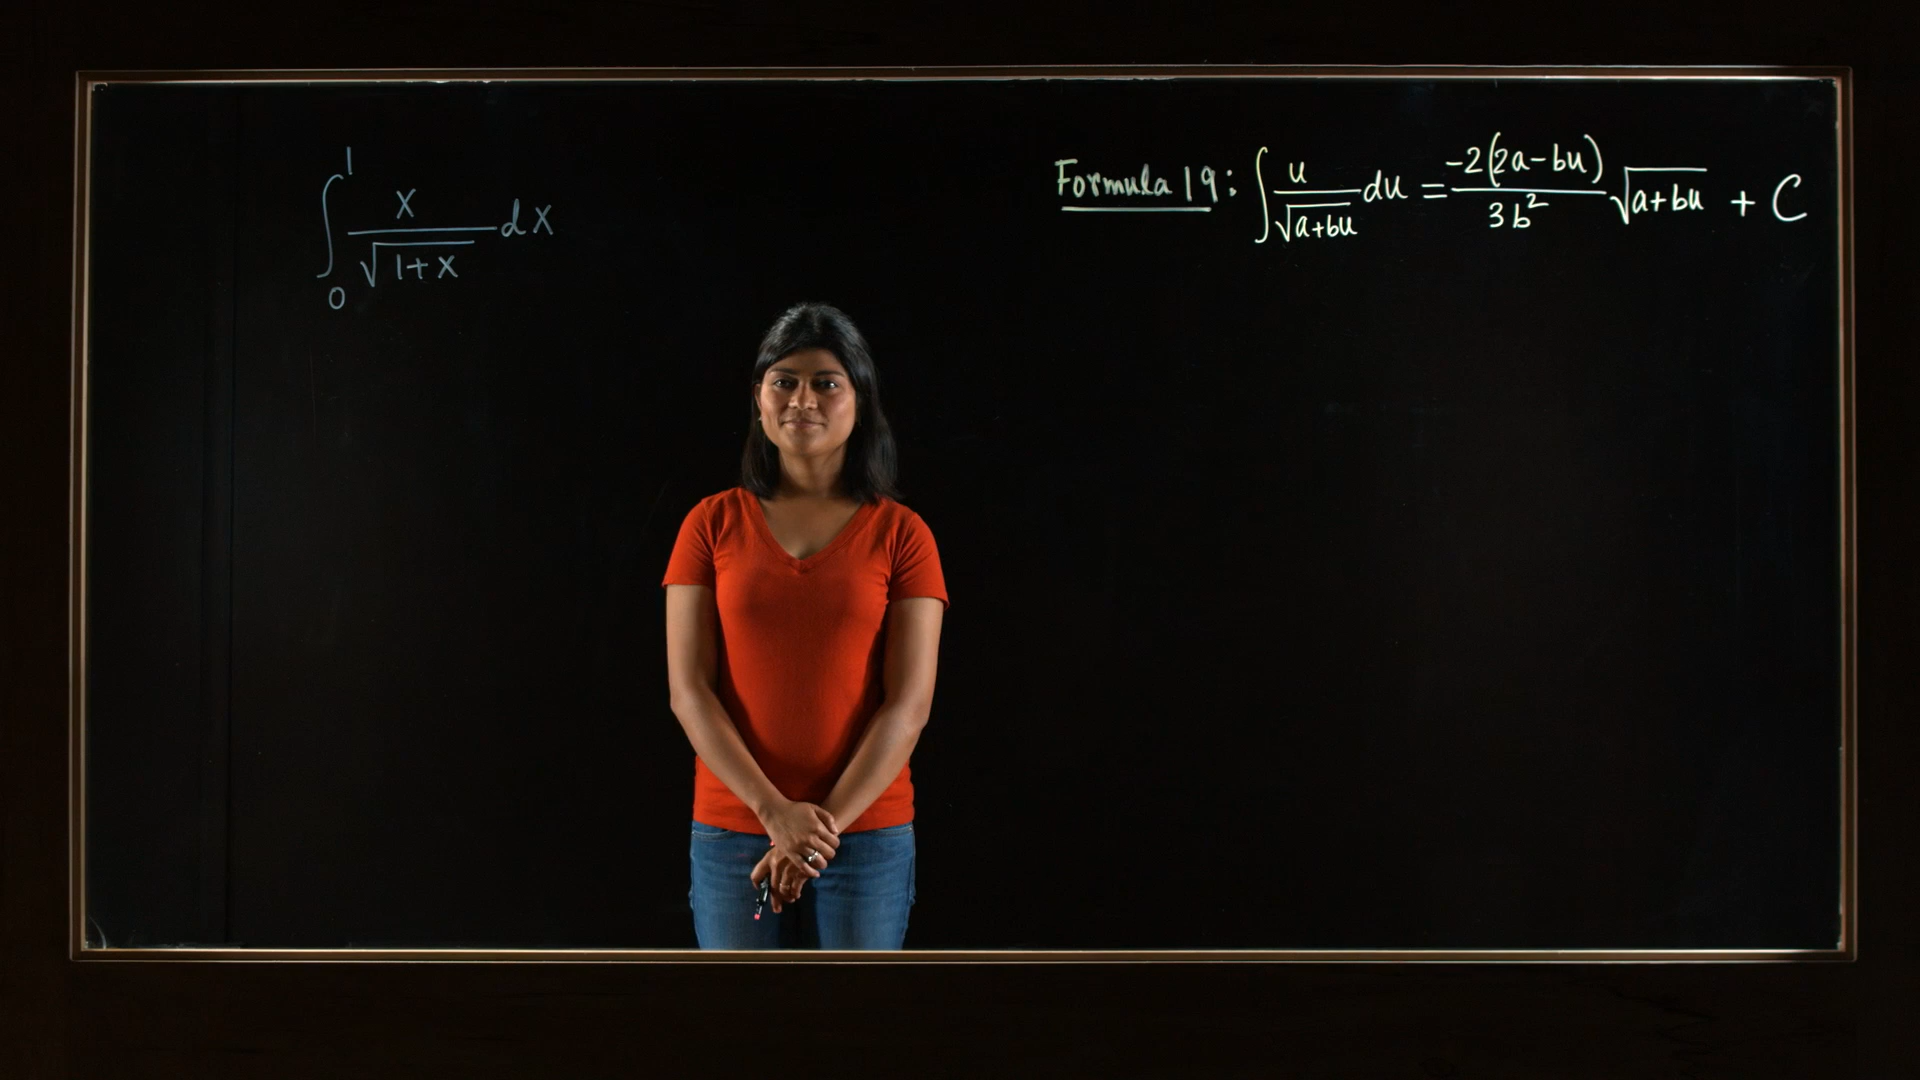 ∫₀¹ x/√(1+x) dx
Formula 19: ∫ u/√(a+bu) du = -2(2a-bu)/3b² √(a+bu) + C